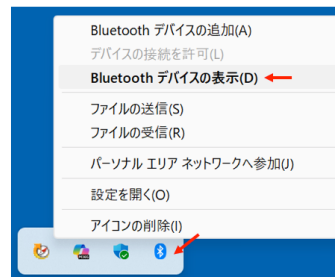 Bluetooth デバイスの追加(A)
デバイスの接続を許可(L)
Bluetooth デバイスの表示(D)
ファイルの送信(S)
ファイルの受信(R)
パーソナル エリア ネットワークへ参加(J)
設定を開く(O)
アイコンの削除(I)